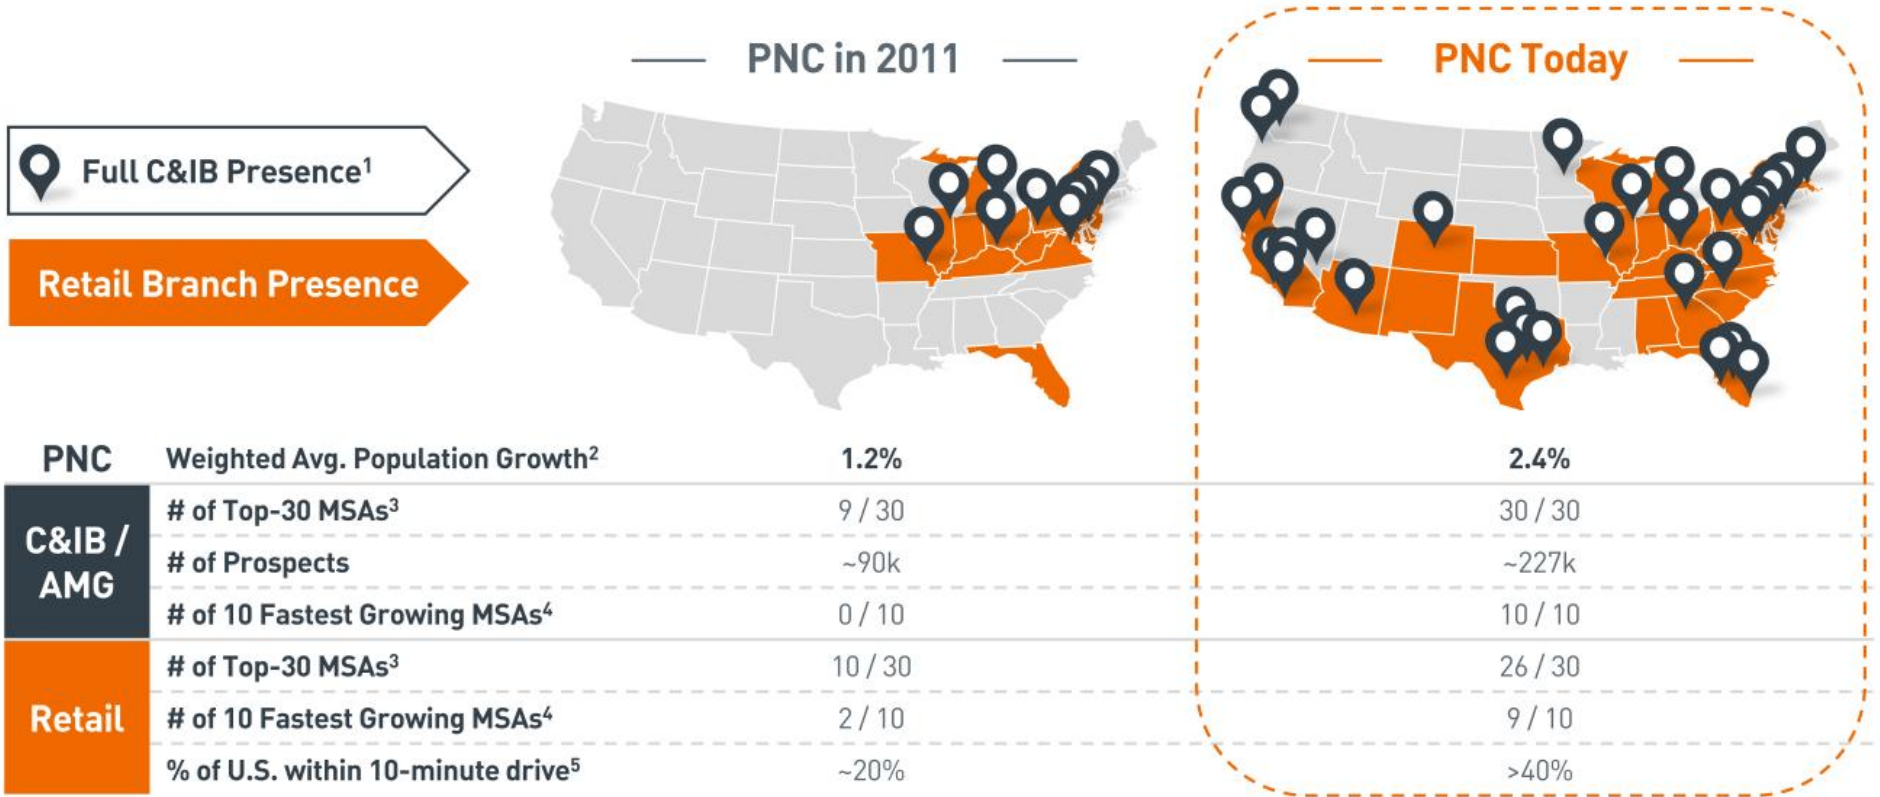 PNC in 2011
PNC Today
Full C&IB Presence¹
Retail Branch Presence
PNC Weighted Avg. Population Growth² 1.2% 2.4%
C&IB /
AMG
# of Top-30 MSAs³ 9 / 30 30 / 30
# of Prospects ~90k ~227k
# of 10 Fastest Growing MSAs⁴ 0 / 10 10 / 10
Retail
# of Top-30 MSAs³ 10 / 30 26 / 30
# of 10 Fastest Growing MSAs⁴ 2 / 10 9 / 10
% of U.S. within 10-minute drive⁵ ~20% >40%